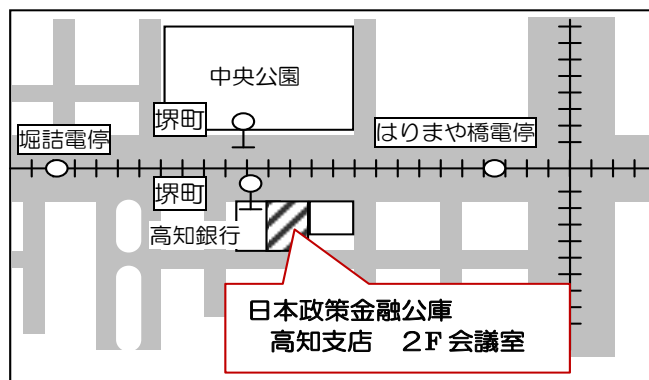 中央公園
堺町
堀詰電停
はりまや橋電停
堺町
高知銀行
日本政策金融公庫
高知支店　２F 会議室